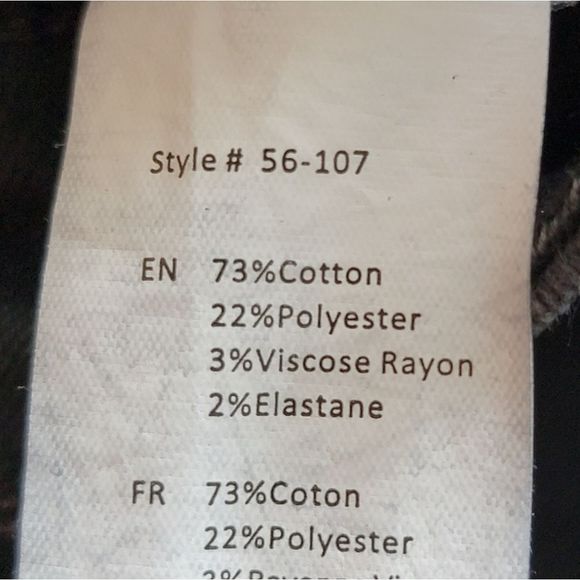 Style # 56-107
EN 73%Cotton
22%Polyester
3%Viscose Rayon
2%Elastane
FR 73%Coton
22%Polyester